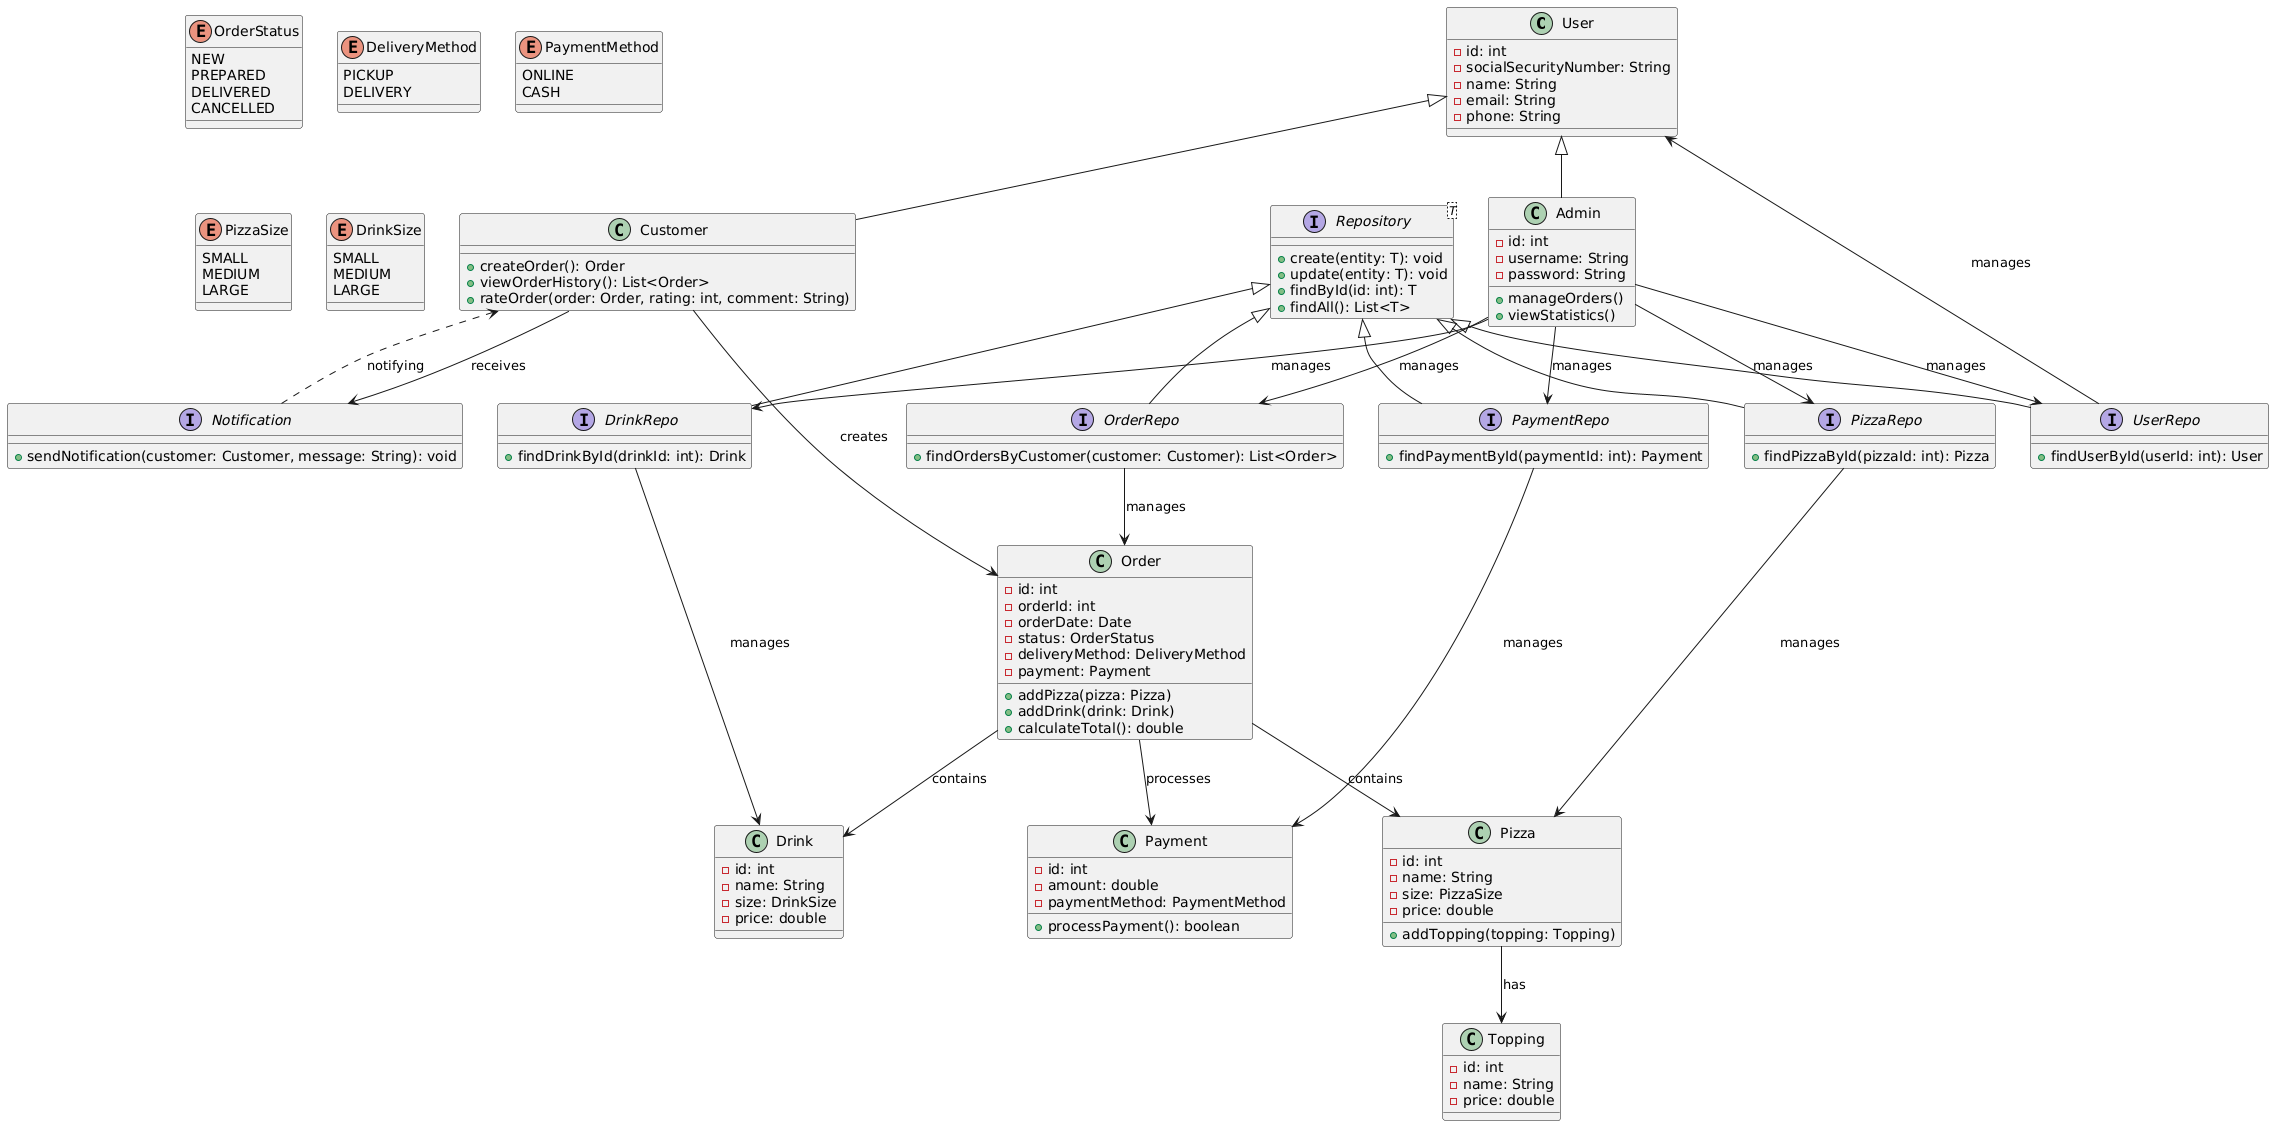 E OrderStatus
NEW
PREPARED
DELIVERED
CANCELLED
E DeliveryMethod
PICKUP
DELIVERY
E PaymentMethod
ONLINE
CASH
C User
id: int
socialSecurityNumber: String
name: String
email: String
phone: String
E PizzaSize
SMALL
MEDIUM
LARGE
E DrinkSize
SMALL
MEDIUM
LARGE
C Customer
createOrder(): Order
viewOrderHistory(): List<Order>
rateOrder(order: Order, rating: int, comment: String)
I Repository T
create(entity: T): void
update(entity: T): void
findById(id: int): T
findAll(): List<T>
C Admin
id: int
username: String
password: String
manageOrders()
viewStatistics()
manages
notifying
receives
manages
manages
manages
manages
manages
I Notification
sendNotification(customer: Customer, message: String): void
I DrinkRepo
findDrinkById(drinkId: int): Drink
creates
I OrderRepo
findOrdersByCustomer(customer: Customer): List<Order>
I PaymentRepo
findPaymentById(paymentId: int): Payment
I PizzaRepo
findPizzaById(pizzaId: int): Pizza
I UserRepo
findUserById(userId: int): User
manages
C Order
id: int
orderId: int
orderDate: Date
status: OrderStatus
deliveryMethod: DeliveryMethod
payment: Payment
addPizza(pizza: Pizza)
addDrink(drink: Drink)
calculateTotal(): double
manages
manages
manages
contains
processes
contains
C Drink
id: int
name: String
size: DrinkSize
price: double
C Payment
id: int
amount: double
paymentMethod: PaymentMethod
processPayment(): boolean
C Pizza
id: int
name: String
size: PizzaSize
price: double
addTopping(topping: Topping)
has
C Topping
id: int
name: String
price: double